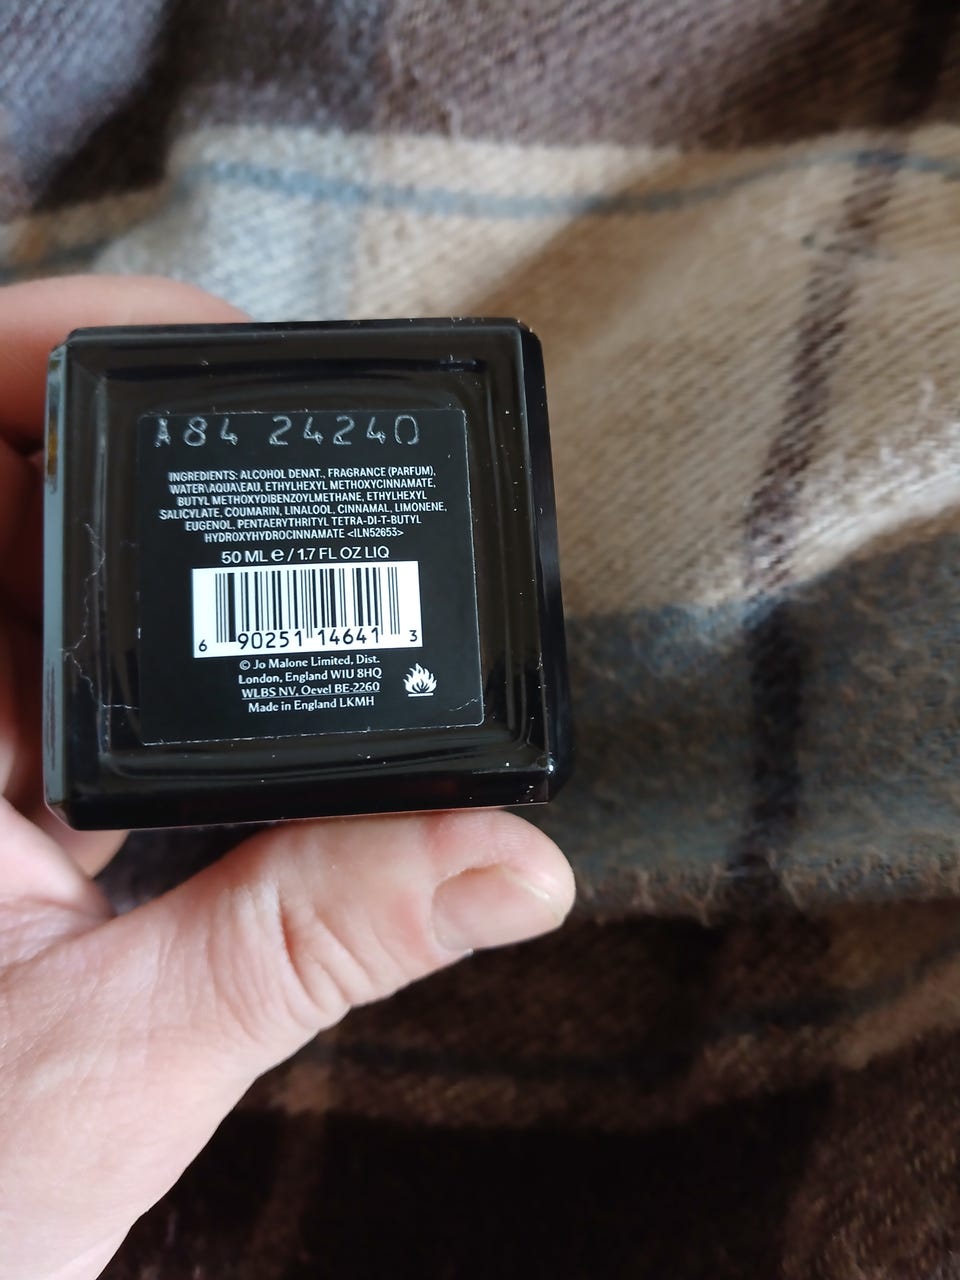 A84 24240
INGREDIENTS: ALCOHOL DENAT., FRAGRANCE (PARFUM),
WATER\AQUA\EAU, ETHYLHEXYL METHOXYCINNAMATE,
BUTYL METHOXYDIBENZOYLMETHANE, ETHYLHEXYL
SALICYLATE, COUMARIN, LINALOOL, CINNAMAL, LIMONENE,
EUGENOL, PENTAERYTHRITYL TETRA-DI-T-BUTYL
HYDROXYHYDROCINNAMATE <ILN52653>
50 ML ℮ / 1.7 FL OZ LIQ
6 90251 14641 3
© Jo Malone Limited, Dist.
London, England W1U 8HQ
WLBS NV, Oevel BE-2260
Made in England LKMH